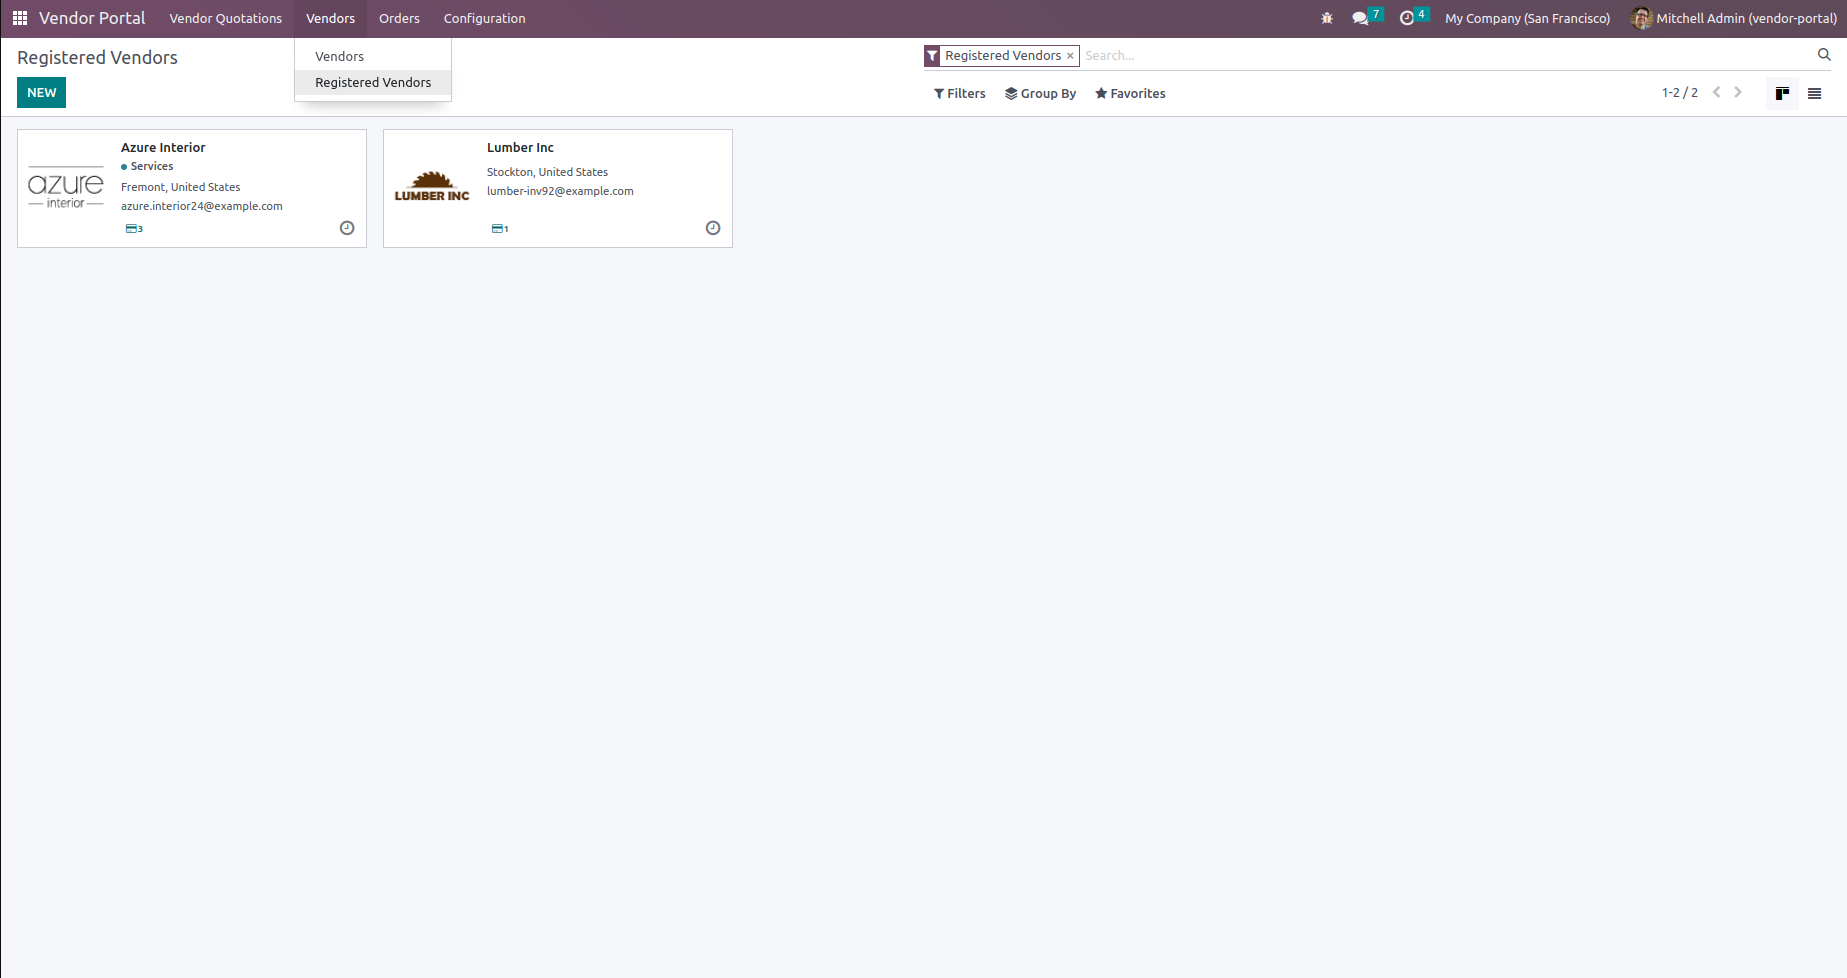 Vendor Portal Vendor Quotations Vendors Orders Configuration 7 4 My Company (San Francisco) Mitchell Admin (vendor-portal)
Registered Vendors
Vendors
Registered Vendors
Registered Vendors × Search...
NEW
Filters Group By Favorites 1-2 / 2
azure
interior
Azure Interior
Services
Fremont, United States
azure.interior24@example.com
3
LUMBER INC
Lumber Inc
Stockton, United States
lumber-inv92@example.com
1